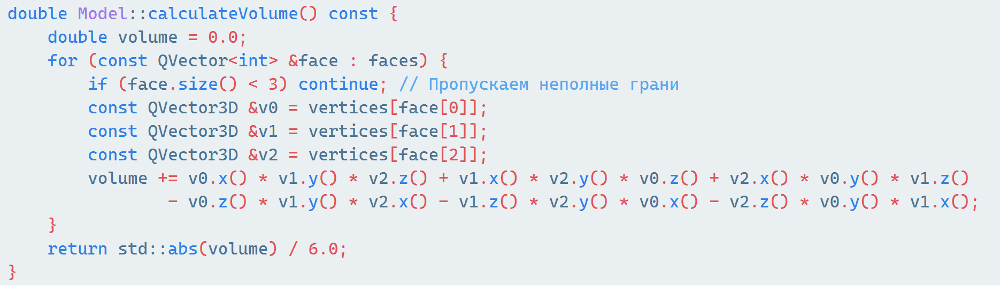 double Model::calculateVolume() const {
    double volume = 0.0;
    for (const QVector<int> &face : faces) {
        if (face.size() < 3) continue; // Пропускаем неполные грани
        const QVector3D &v0 = vertices[face[0]];
        const QVector3D &v1 = vertices[face[1]];
        const QVector3D &v2 = vertices[face[2]];
        volume += v0.x() * v1.y() * v2.z() + v1.x() * v2.y() * v0.z() + v2.x() * v0.y() * v1.z()
                - v0.z() * v1.y() * v2.x() - v1.z() * v2.y() * v0.x() - v2.z() * v0.y() * v1.x();
    }
    return std::abs(volume) / 6.0;
}